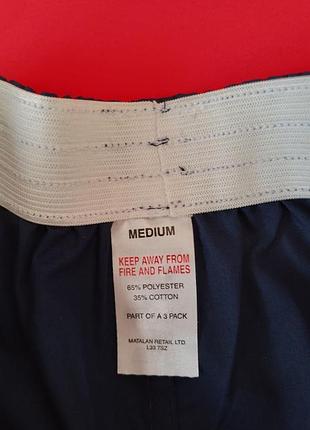 MEDIUM
KEEP AWAY FROM
FIRE AND FLAMES
65% POLYESTER
35% COTTON
PART OF A 3 PACK
MATALAN RETAIL LTD.
L33 7SZ